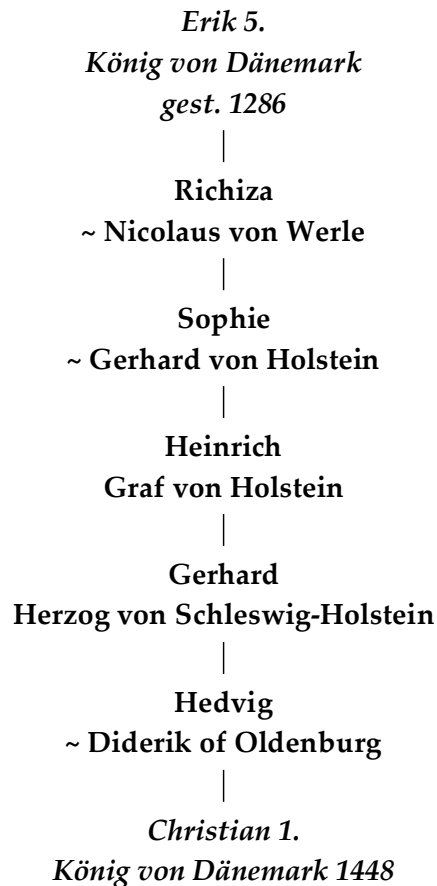 Erik 5.
König von Dänemark
gest. 1286
Richiza
~ Nicolaus von Werle
Sophie
~ Gerhard von Holstein
Heinrich
Graf von Holstein
Gerhard
Herzog von Schleswig-Holstein
Hedvig
~ Diderik of Oldenburg
Christian 1.
König von Dänemark 1448